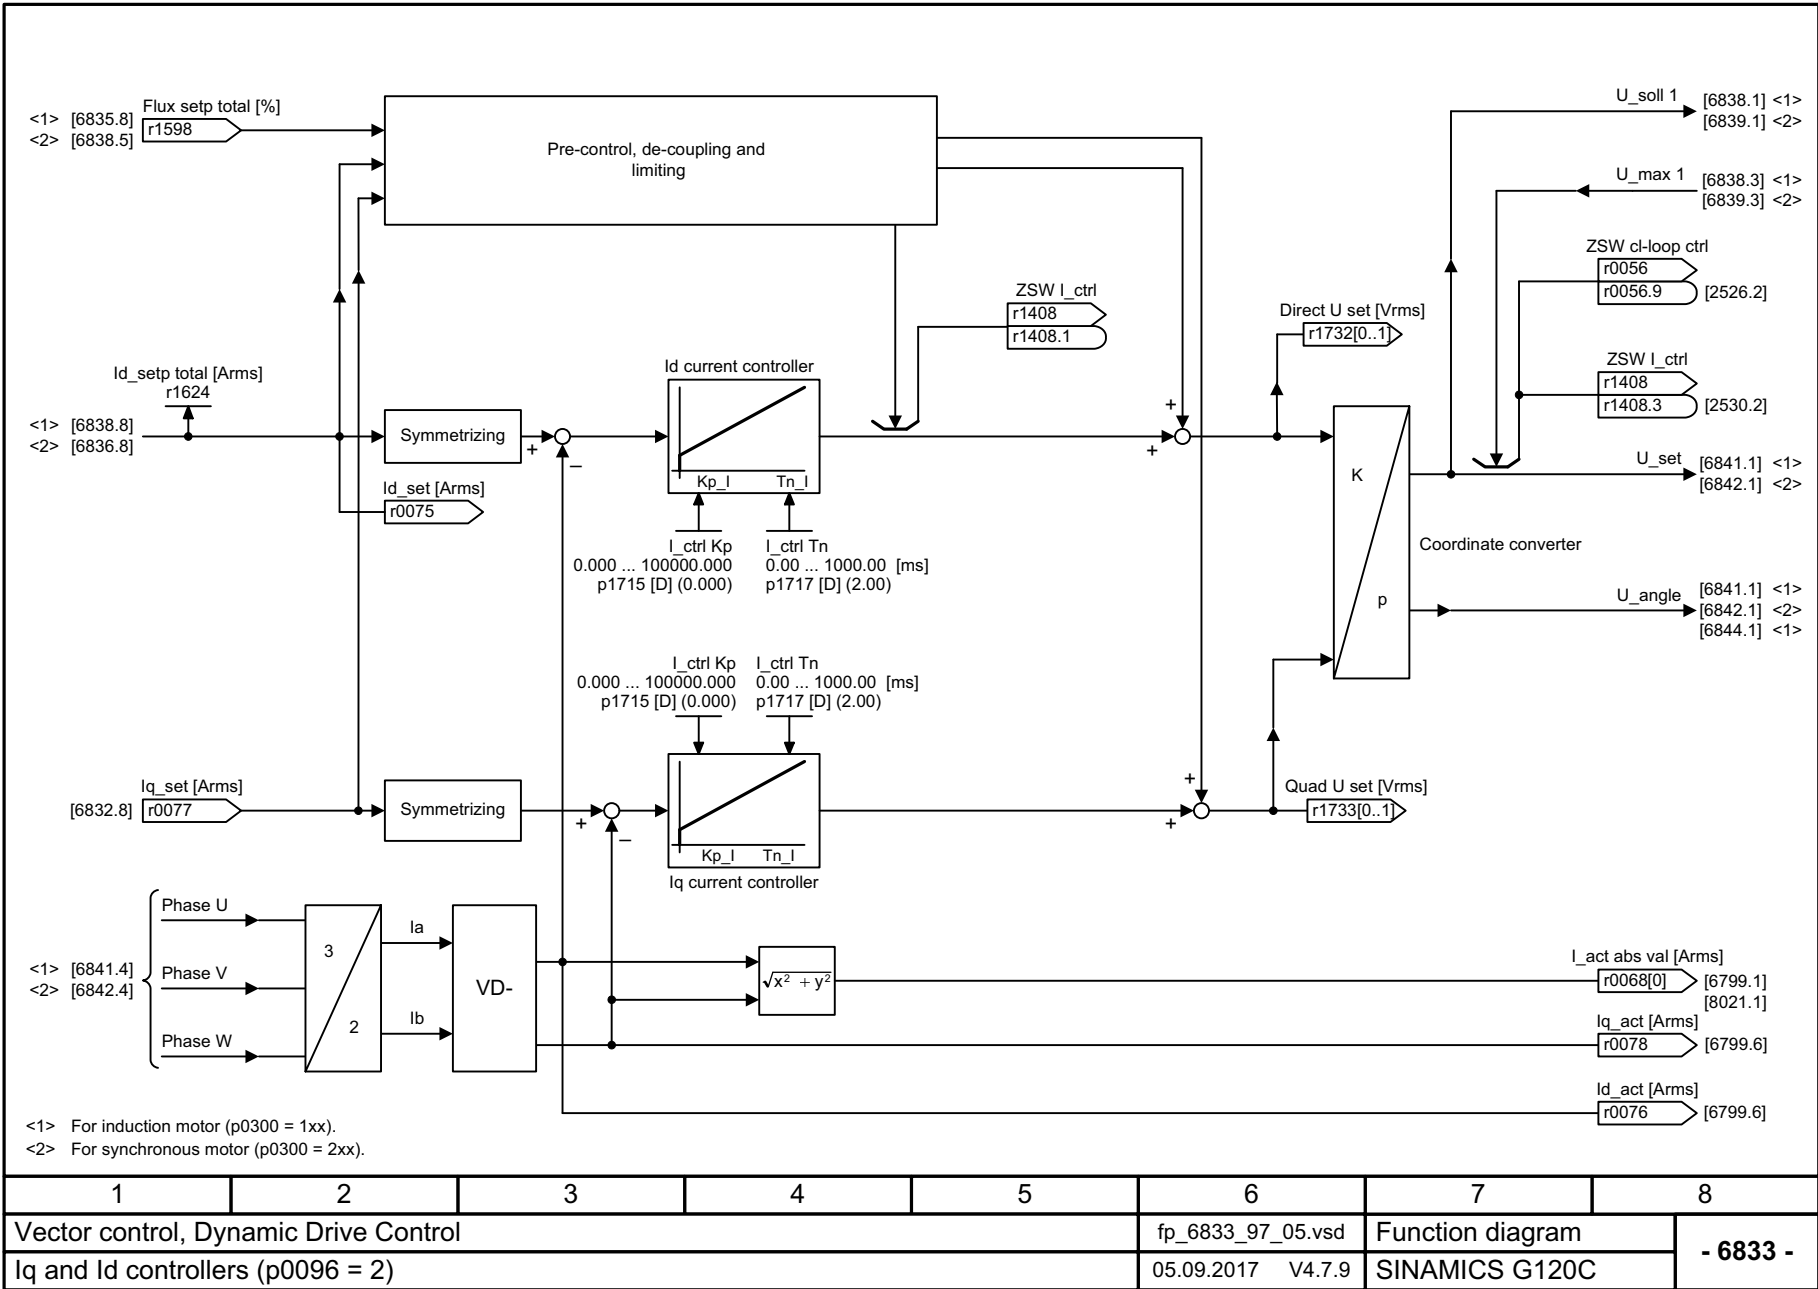 Flux setp total [%]
<1> [6835.8]
<2> [6838.5]
r1598
Pre-control, de-coupling and
limiting
U_soll 1
[6838.1] <1>
[6839.1] <2>
U_max 1
[6838.3] <1>
[6839.3] <2>
ZSW cl-loop ctrl
r0056
r0056.9
[2526.2]
ZSW I_ctrl
r1408
r1408.1
Direct U set [Vrms]
r1732[0..1]
ZSW I_ctrl
r1408
r1408.3
[2530.2]
Id_setp total [Arms]
r1624
<1> [6838.8]
<2> [6836.8]
Symmetrizing
+
–
Id current controller
Kp_I Tn_I
+
+
K
p
U_set
[6841.1] <1>
[6842.1] <2>
Id_set [Arms]
r0075
I_ctrl Kp
0.000 ... 100000.000
p1715 [D] (0.000)
I_ctrl Tn
0.00 ... 1000.00 [ms]
p1717 [D] (2.00)
Coordinate converter
U_angle
[6841.1] <1>
[6842.1] <2>
[6844.1] <1>
I_ctrl Kp
0.000 ... 100000.000
p1715 [D] (0.000)
I_ctrl Tn
0.00 ... 1000.00 [ms]
p1717 [D] (2.00)
Iq_set [Arms]
[6832.8]
r0077
Symmetrizing
+
–
Kp_I Tn_I
Iq current controller
+
+
Quad U set [Vrms]
r1733[0..1]
<1> [6841.4]
<2> [6842.4]
Phase U
Phase V
Phase W
3
2
Ia
Ib
VD-
√x² + y²
I_act abs val [Arms]
r0068[0]
[6799.1]
[8021.1]
Iq_act [Arms]
r0078
[6799.6]
Id_act [Arms]
r0076
[6799.6]
<1> For induction motor (p0300 = 1xx).
<2> For synchronous motor (p0300 = 2xx).
1 2 3 4 5 6 7 8
Vector control, Dynamic Drive Control
fp_6833_97_05.vsd
Function diagram
- 6833 -
Iq and Id controllers (p0096 = 2)
05.09.2017 V4.7.9
SINAMICS G120C